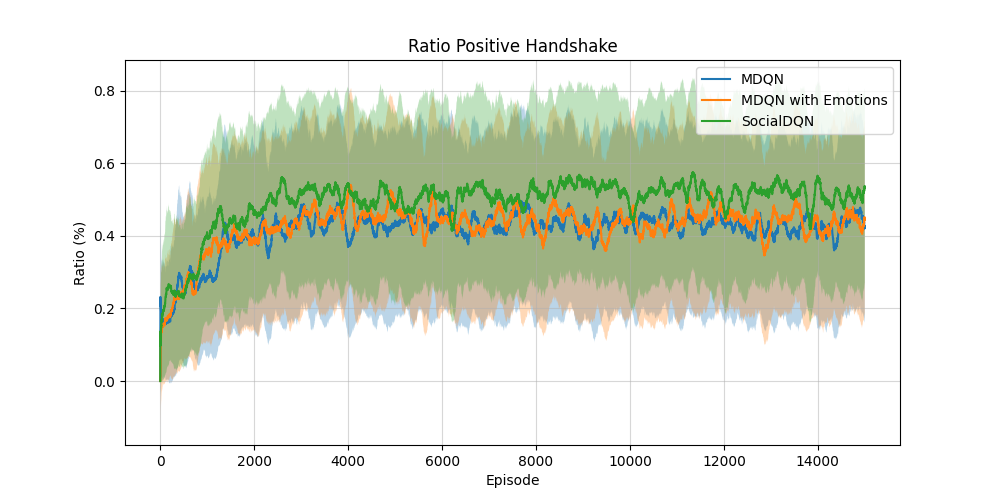 Ratio Positive Handshake
MDQN
MDQN with Emotions
SocialDQN
Ratio (%)
0.8
0.6
0.4
0.2
0.0
0 2000 4000 6000 8000 10000 12000 14000
Episode